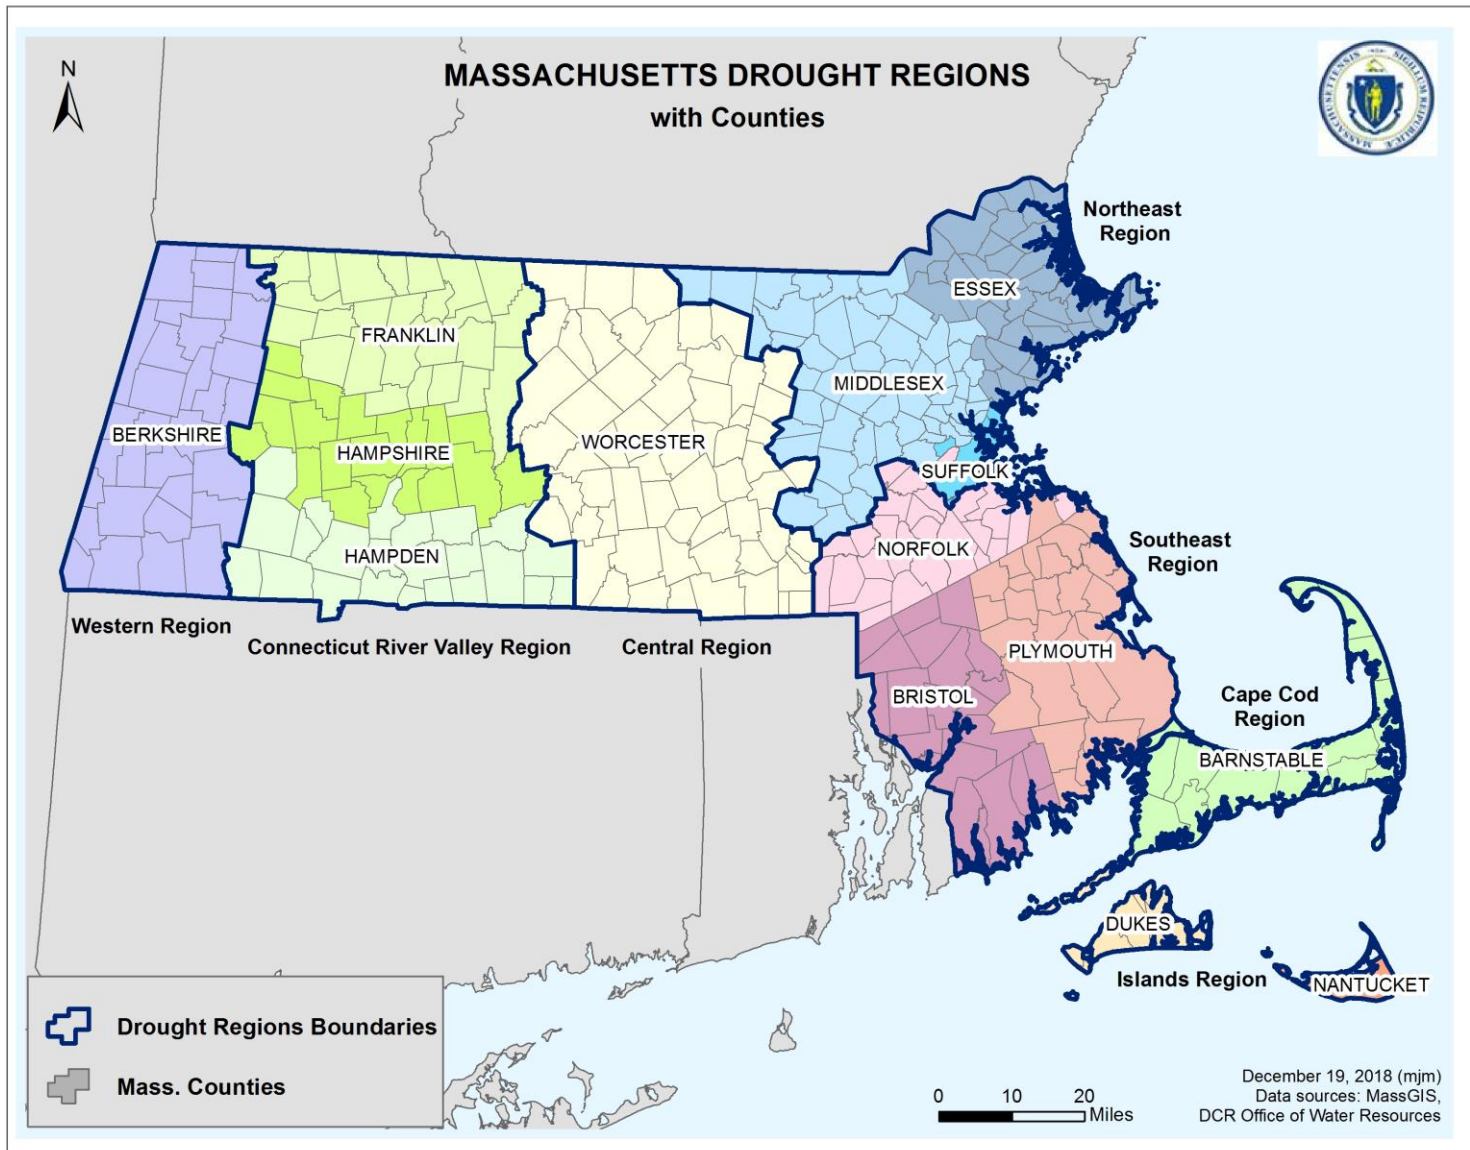 N
MASSACHUSETTS DROUGHT REGIONS
with Counties
Northeast
Region
ESSEX
FRANKLIN
MIDDLESEX
BERKSHIRE
HAMPSHIRE
WORCESTER
SUFFOLK
NORFOLK
HAMPDEN
Southeast
Region
Western Region
Connecticut River Valley Region
Central Region
PLYMOUTH
BRISTOL
Cape Cod
Region
BARNSTABLE
DUKES
Islands Region
NANTUCKET
Drought Regions Boundaries
Mass. Counties
0 10 20
Miles
December 19, 2018 (mjm)
Data sources: MassGIS,
DCR Office of Water Resources